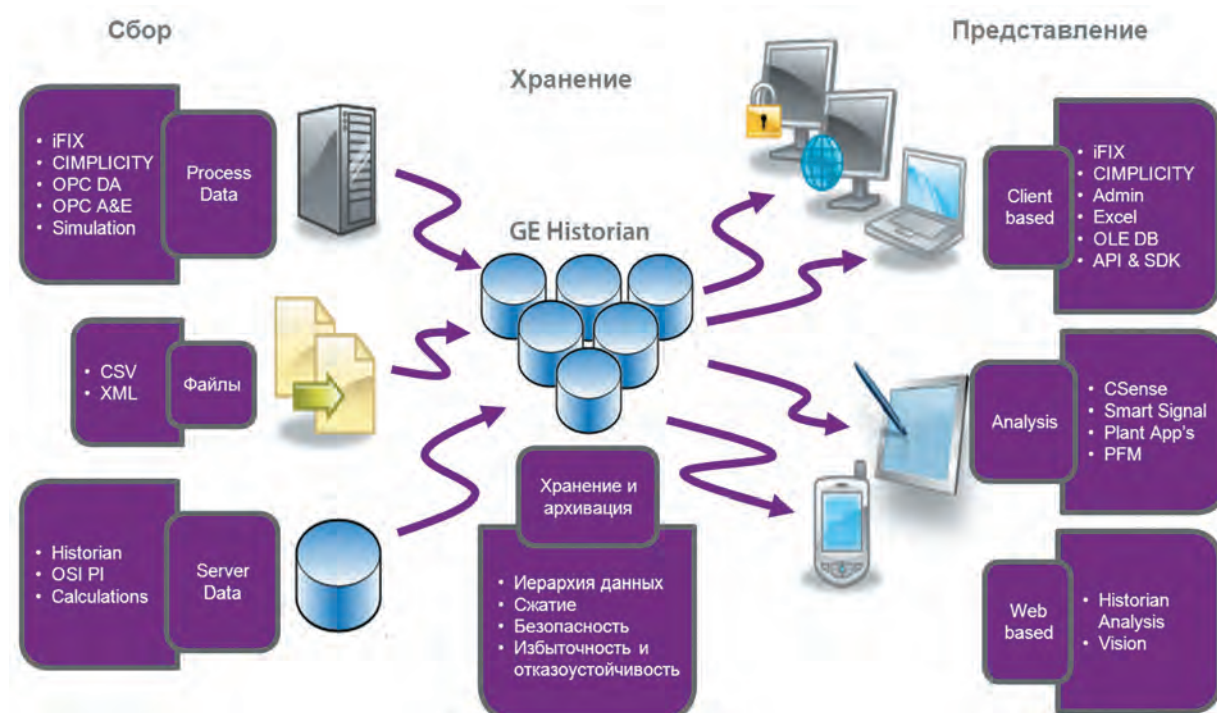 Сбор
Хранение
Представление
• iFIX
• CIMPLICITY
• OPC DA
• OPC A&E
• Simulation
Process
Data
• CSV
• XML
Файлы
• Historian
• OSI PI
• Calculations
Server
Data
GE Historian
Хранение и
архивация
• Иерархия данных
• Сжатие
• Безопасность
• Избыточность и
отказоустойчивость
Client
based
• iFIX
• CIMPLICITY
• Admin
• Excel
• OLE DB
• API & SDK
Analysis
• CSense
• Smart Signal
• Plant App's
• PFM
Web
based
• Historian
Analysis
• Vision